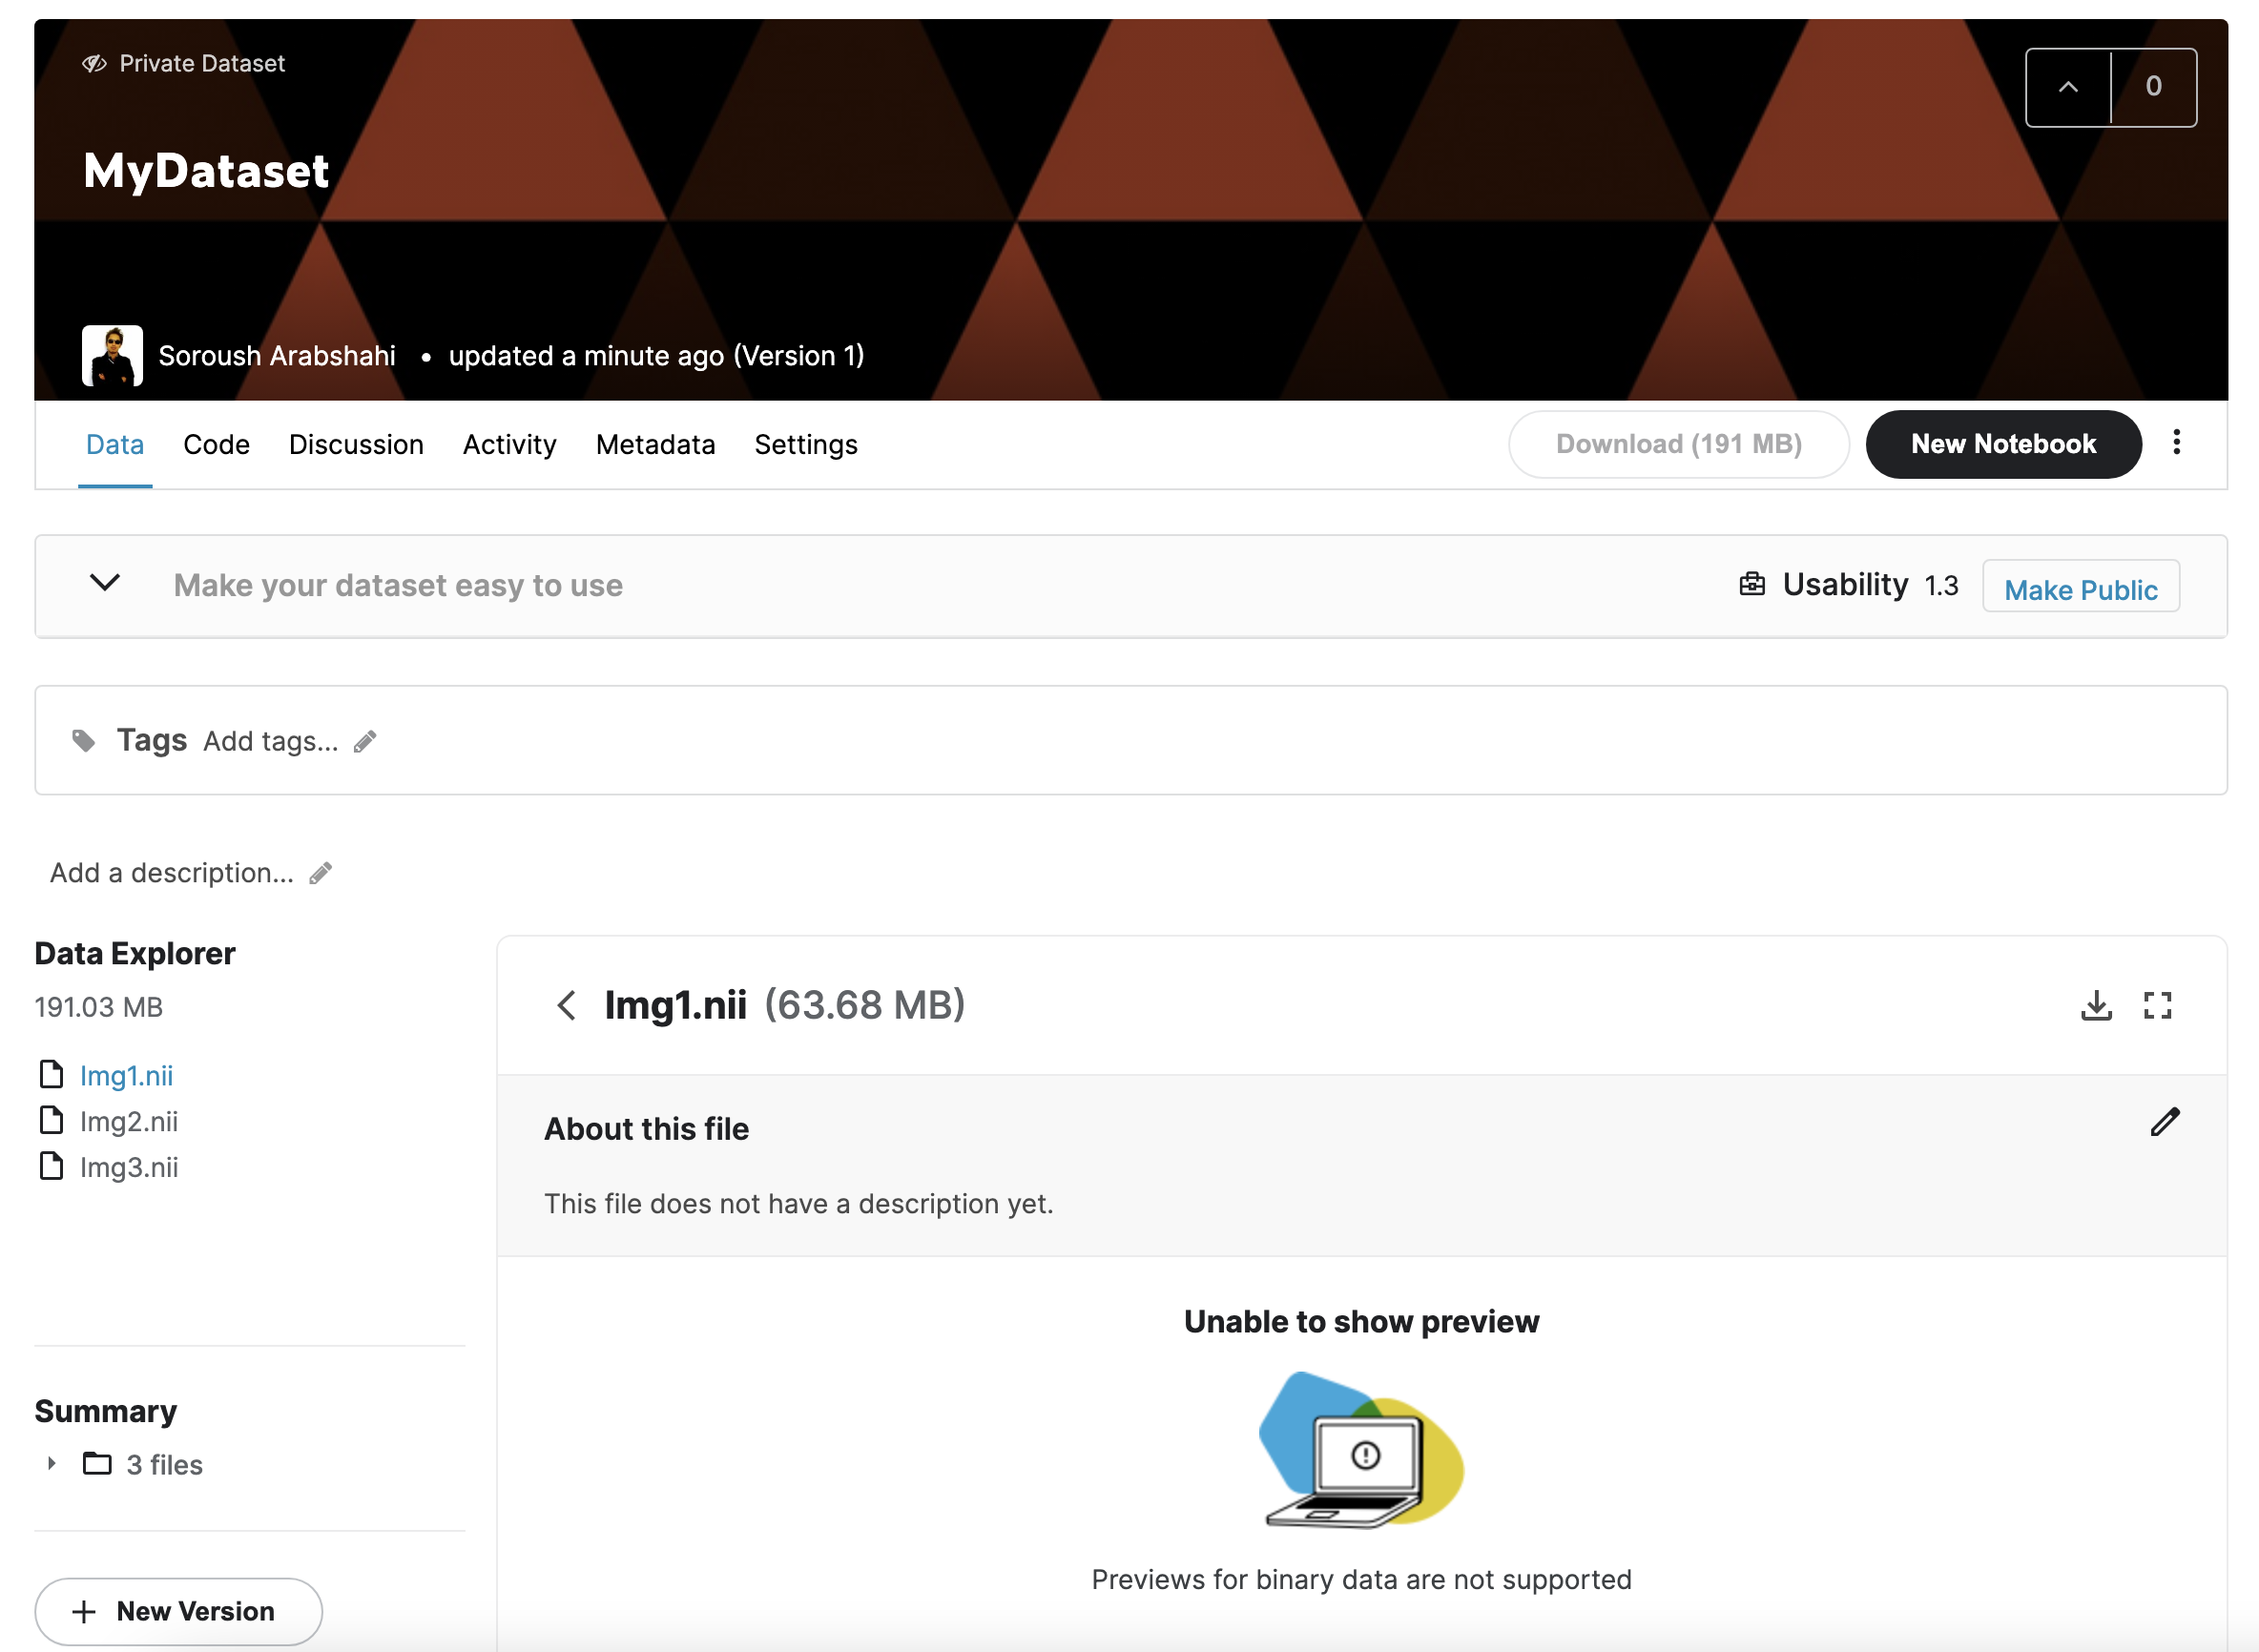 Private Dataset
0
MyDataset
Soroush Arabshahi • updated a minute ago (Version 1)
Data Code Discussion Activity Metadata Settings Download (191 MB) New Notebook
Make your dataset easy to use Usability 1.3 Make Public
Tags Add tags...
Add a description...
Data Explorer
191.03 MB
Img1.nii
Img2.nii
Img3.nii
Summary
3 files
+ New Version
Img1.nii (63.68 MB)
About this file
This file does not have a description yet.
Unable to show preview
Previews for binary data are not supported